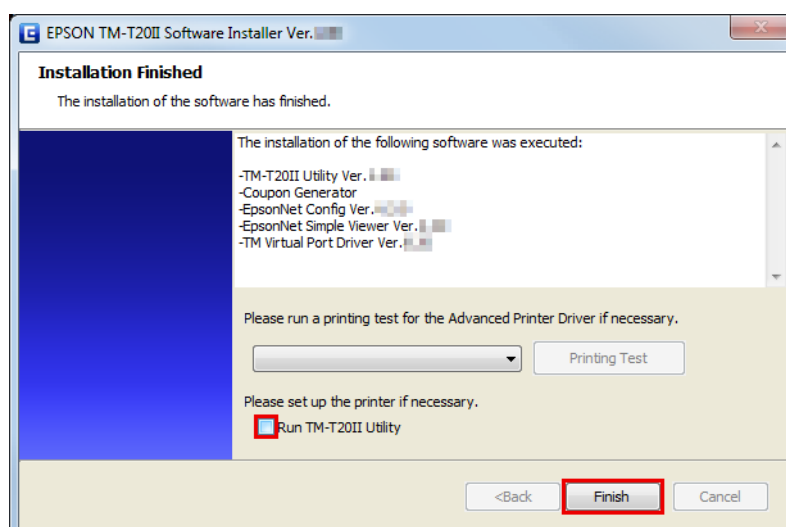 EPSON TM-T20II Software Installer Ver.
Installation Finished
The installation of the software has finished.
The installation of the following software was executed:
-TM-T20II Utility Ver.
-Coupon Generator
-EpsonNet Config Ver.
-EpsonNet Simple Viewer Ver.
-TM Virtual Port Driver Ver.
Please run a printing test for the Advanced Printer Driver if necessary.
Printing Test
Please set up the printer if necessary.
Run TM-T20II Utility
<Back Finish Cancel